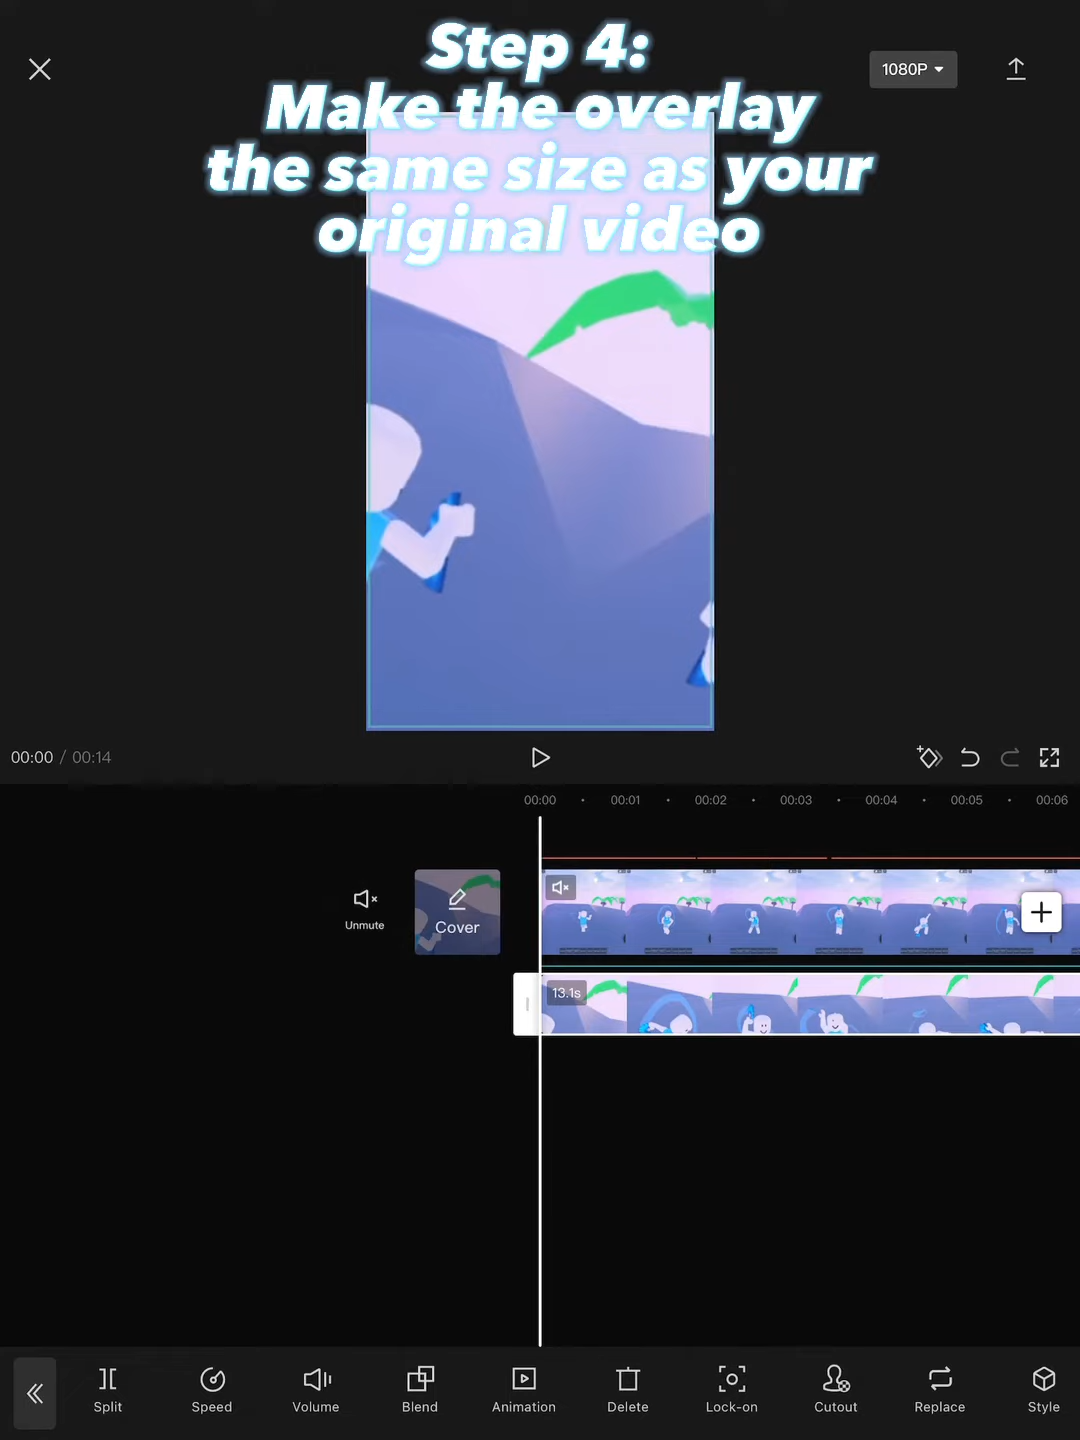 Step 4:
Make the overlay
the same size as your
original video
1080P
00:00 / 00:14
00:00
00:01
00:02
00:03
00:04
00:05
00:06
Unmute
Cover
13.1s
Split
Speed
Volume
Blend
Animation
Delete
Lock-on
Cutout
Replace
Style